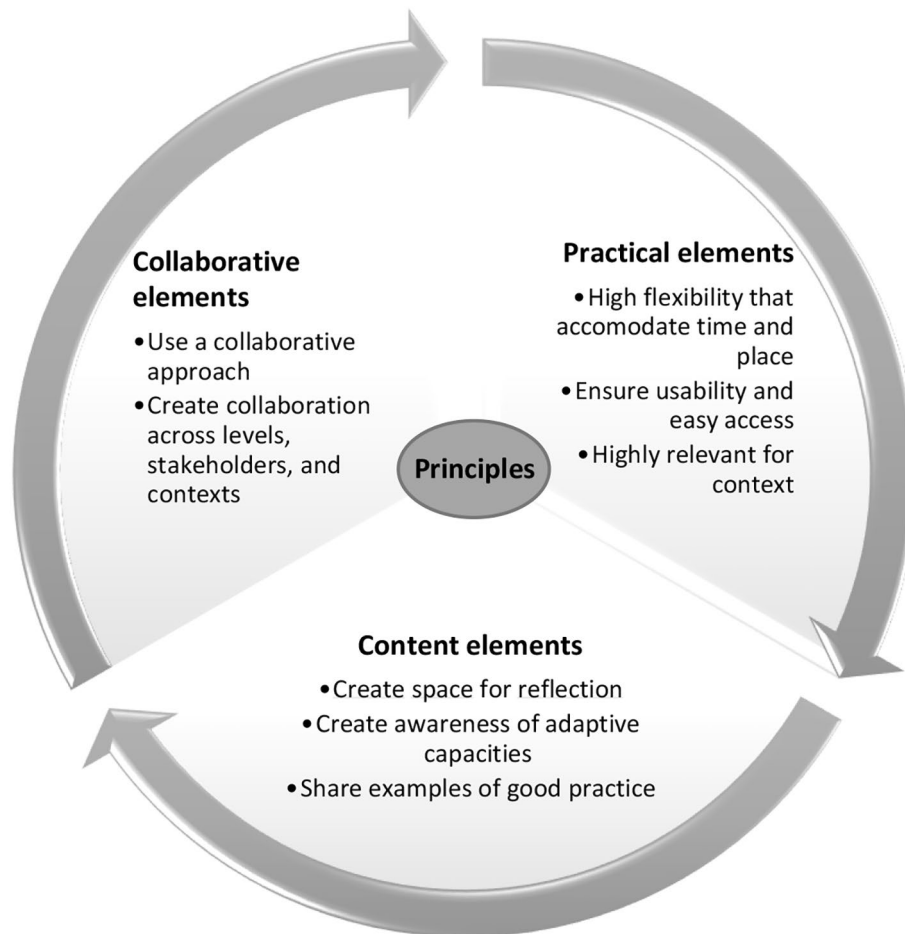 Collaborative
elements
•Use a collaborative
approach
•Create collaboration
across levels,
stakeholders, and
contexts
Practical elements
•High flexibility that
accomodate time and
place
•Ensure usability and
easy access
•Highly relevant for
context
Principles
Content elements
•Create space for reflection
•Create awareness of adaptive
capacities
•Share examples of good practice